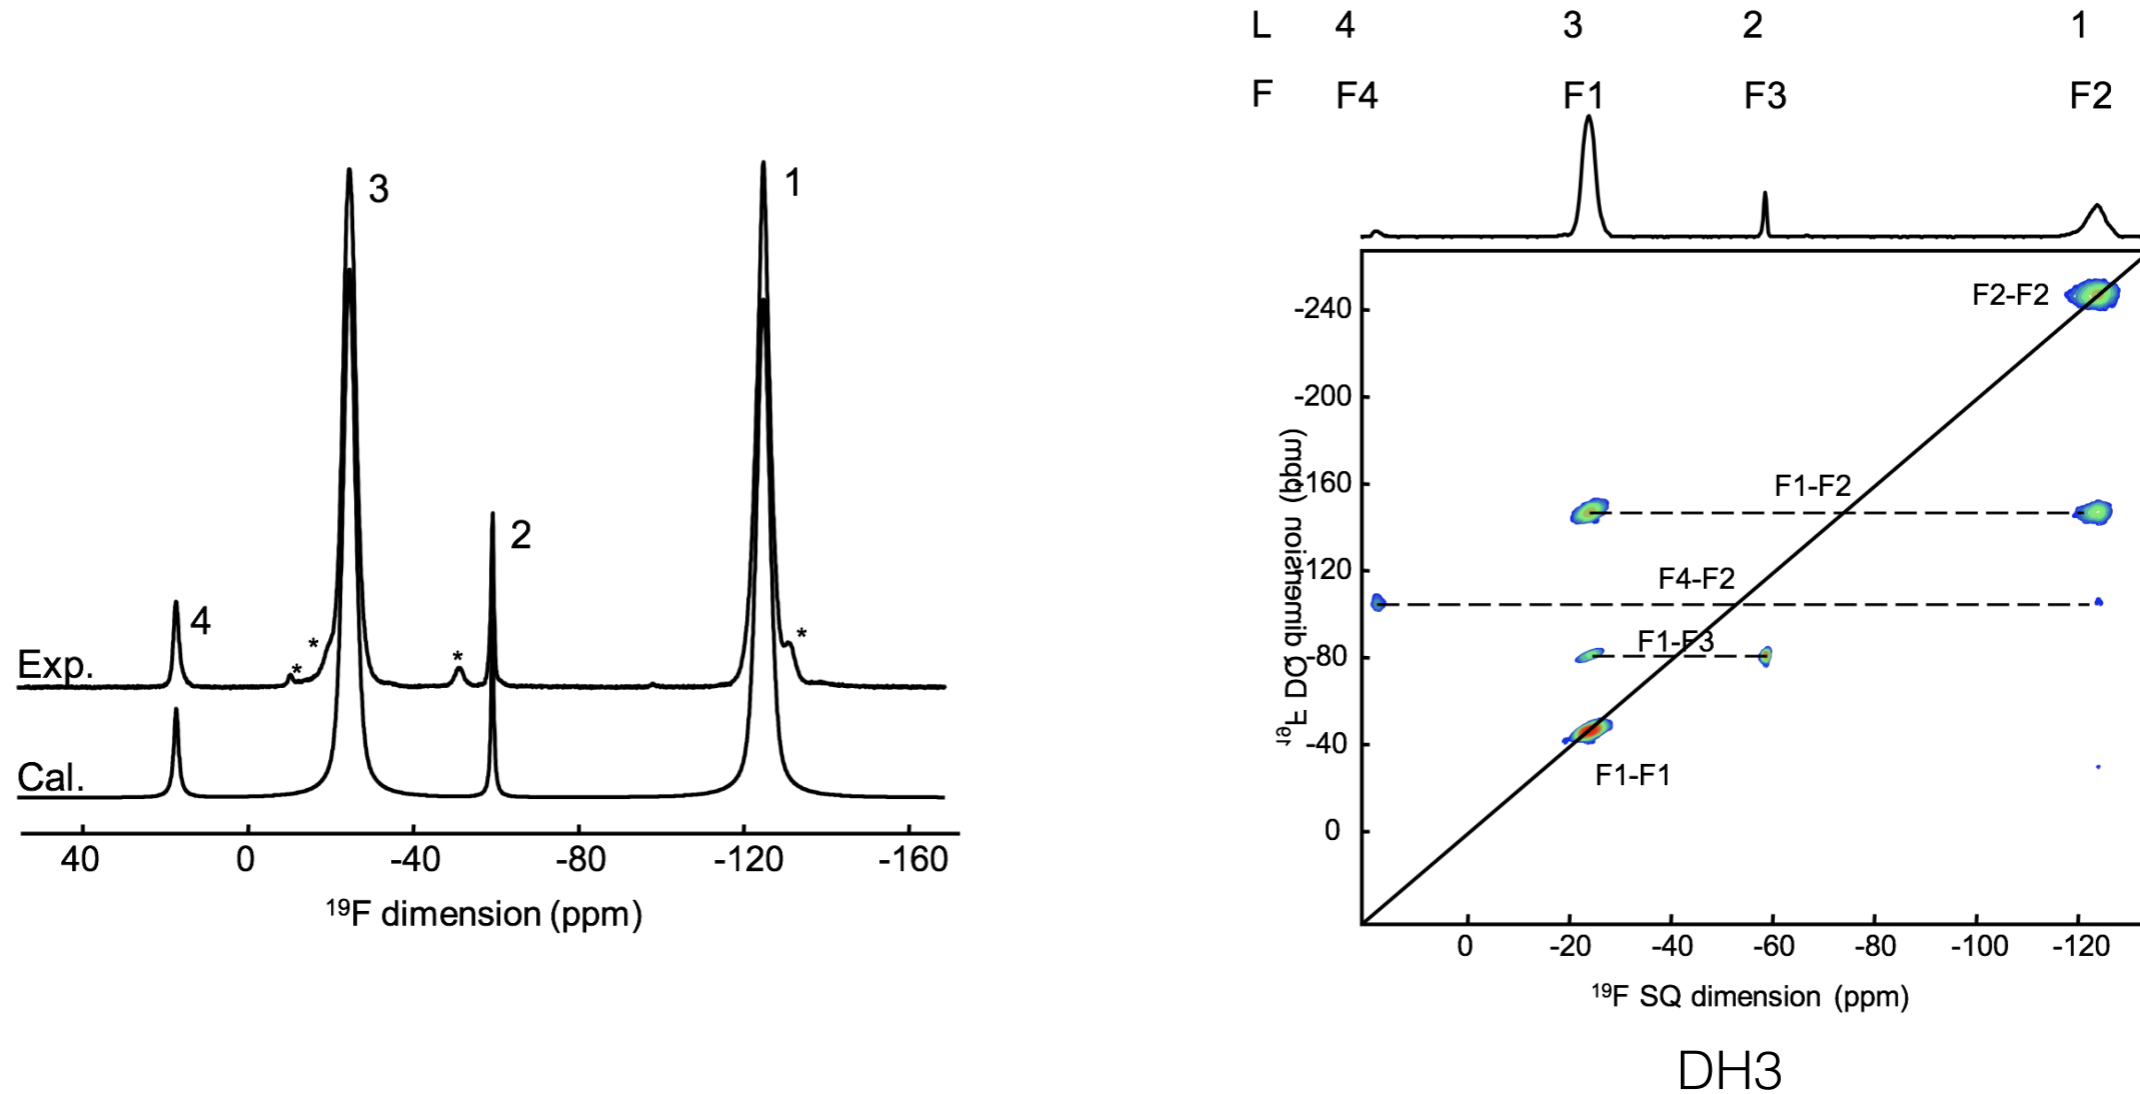 3
1
2
4
*
*
*
*
Exp.
Cal.
40 0 -40 -80 -120 -160
¹⁹F dimension (ppm)
L 4 3 2 1
F F4 F1 F3 F2
F2-F2
F1-F2
F4-F2
F1-F3
F1-F1
-240
-200
-160
-120
-80
-40
0
¹⁹F DQ dimension (ppm)
0 -20 -40 -60 -80 -100 -120
¹⁹F SQ dimension (ppm)
DH3